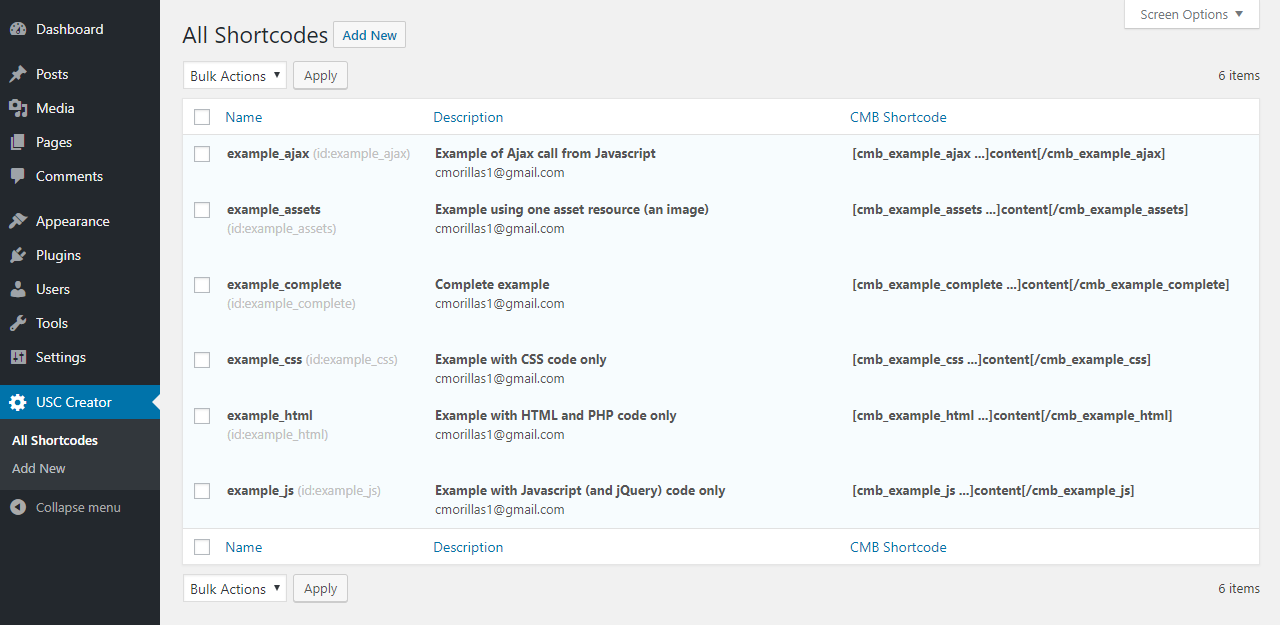 Dashboard
Posts
Media
Pages
Comments
Appearance
Plugins
Users
Tools
Settings
USC Creator
All Shortcodes
Add New
Collapse menu
Screen Options
All Shortcodes Add New
Bulk Actions Apply 6 items
Name Description CMB Shortcode
example_ajax (id:example_ajax) Example of Ajax call from Javascript [cmb_example_ajax ...]content[/cmb_example_ajax]
cmorillas1@gmail.com
example_assets Example using one asset resource (an image) [cmb_example_assets ...]content[/cmb_example_assets]
(id:example_assets) cmorillas1@gmail.com
example_complete Complete example [cmb_example_complete ...]content[/cmb_example_complete]
(id:example_complete) cmorillas1@gmail.com
example_css (id:example_css) Example with CSS code only [cmb_example_css ...]content[/cmb_example_css]
cmorillas1@gmail.com
example_html Example with HTML and PHP code only [cmb_example_html ...]content[/cmb_example_html]
(id:example_html) cmorillas1@gmail.com
example_js (id:example_js) Example with Javascript (and jQuery) code only [cmb_example_js ...]content[/cmb_example_js]
cmorillas1@gmail.com
Name Description CMB Shortcode
Bulk Actions Apply 6 items